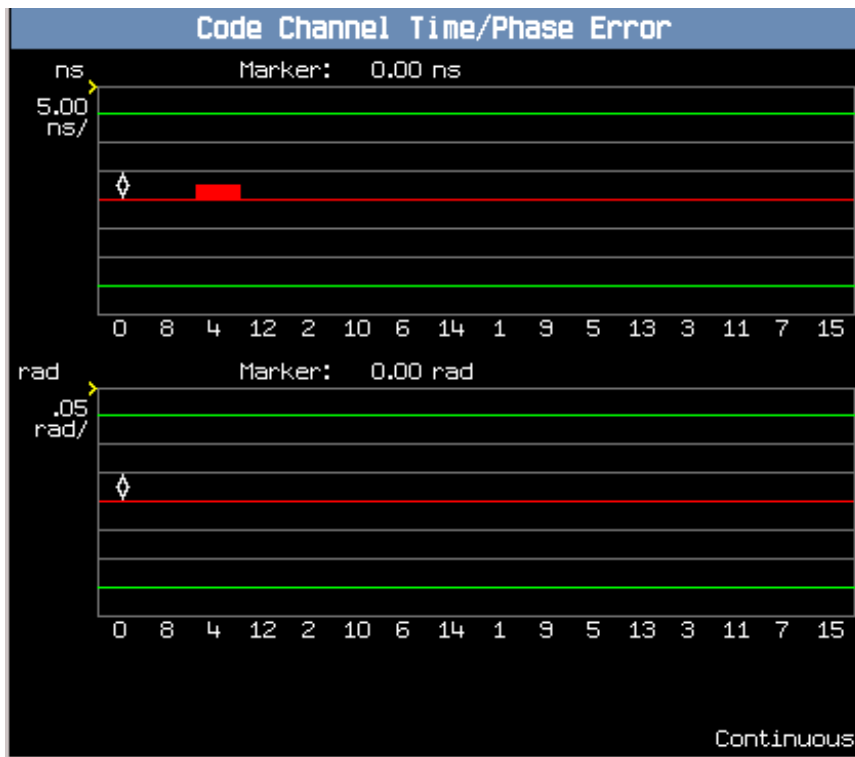 Code Channel Time/Phase Error
ns Marker: 0.00 ns
5.00
ns/
0 8 4 12 2 10 6 14 1 9 5 13 3 11 7 15
rad Marker: 0.00 rad
.05
rad/
0 8 4 12 2 10 6 14 1 9 5 13 3 11 7 15
Continuous